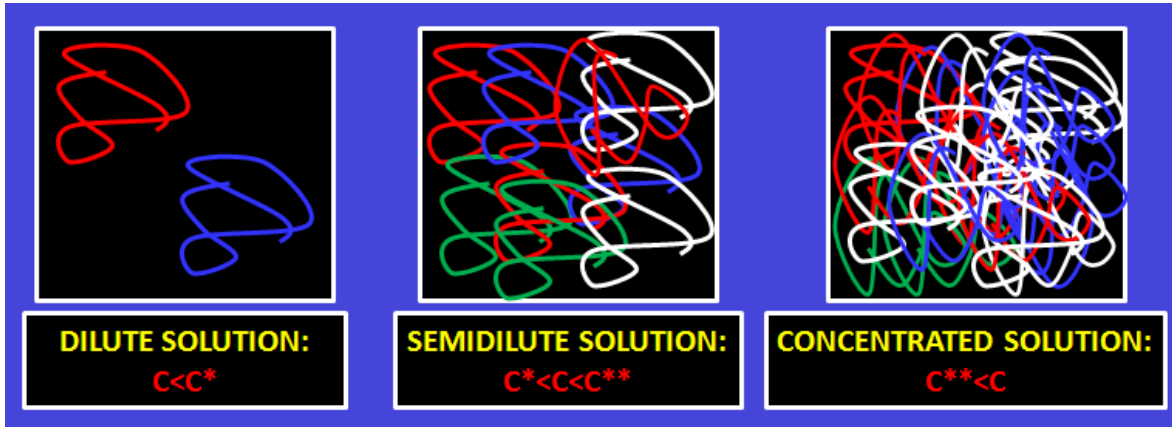 DILUTE SOLUTION:
C<C*
SEMIDILUTE SOLUTION:
C*<C<C**
CONCENTRATED SOLUTION:
C**<C